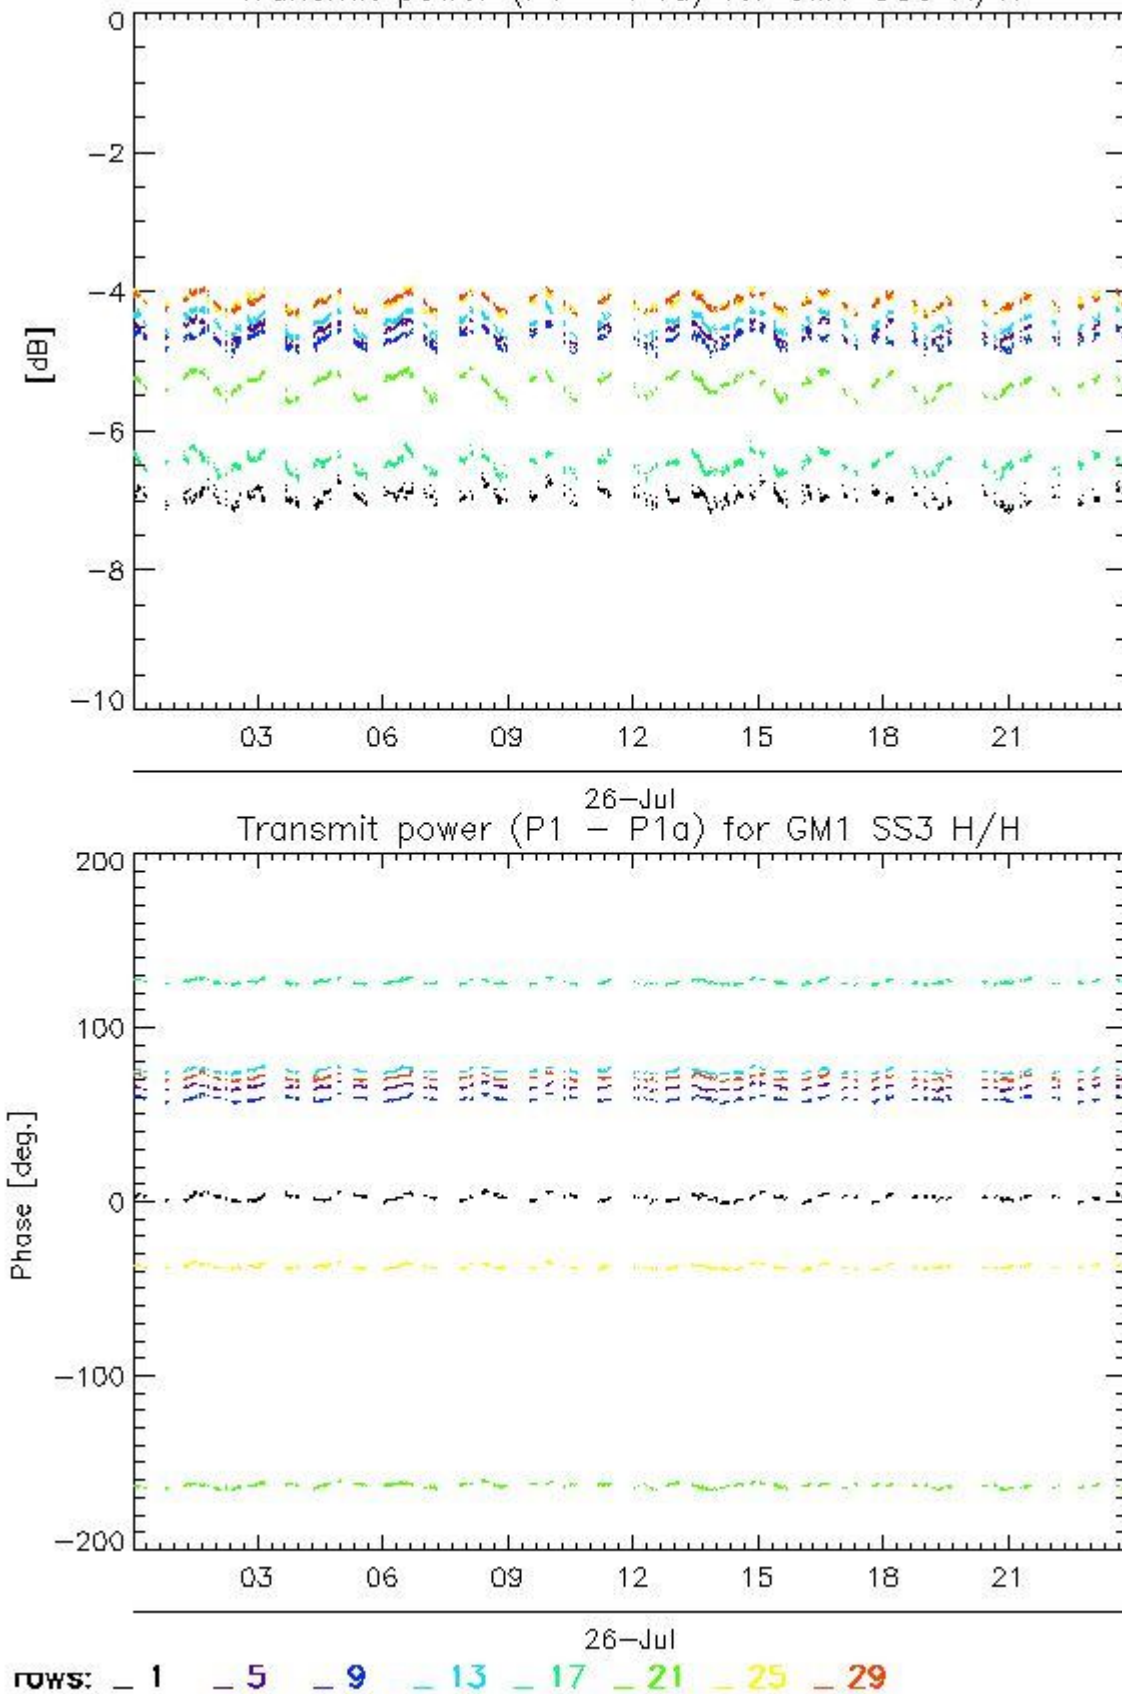 0
-2
-4
[dB]
-6
-8
-10
03 06 09 12 15 18 21
26-Jul
Transmit power (P1 - P1a) for GM1 SS3 H/H
200
100
Phase [deg.]
0
-100
-200
03 06 09 12 15 18 21
26-Jul
rows: _ 1 _ 5 _ 9 _ 13 _ 17 _ 21 _ 25 _ 29